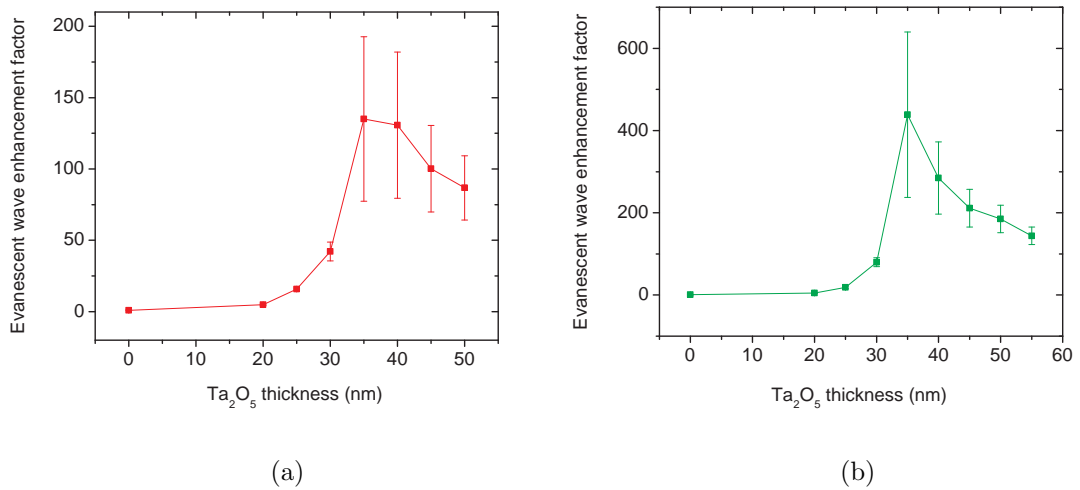 200
150
100
50
0
Evanescent wave enhancement factor
0 10 20 30 40 50
Ta₂O₅ thickness (nm)
(a)
600
400
200
0
Evanescent wave enhancement factor
0 10 20 30 40 50 60
Ta₂O₅ thickness (nm)
(b)